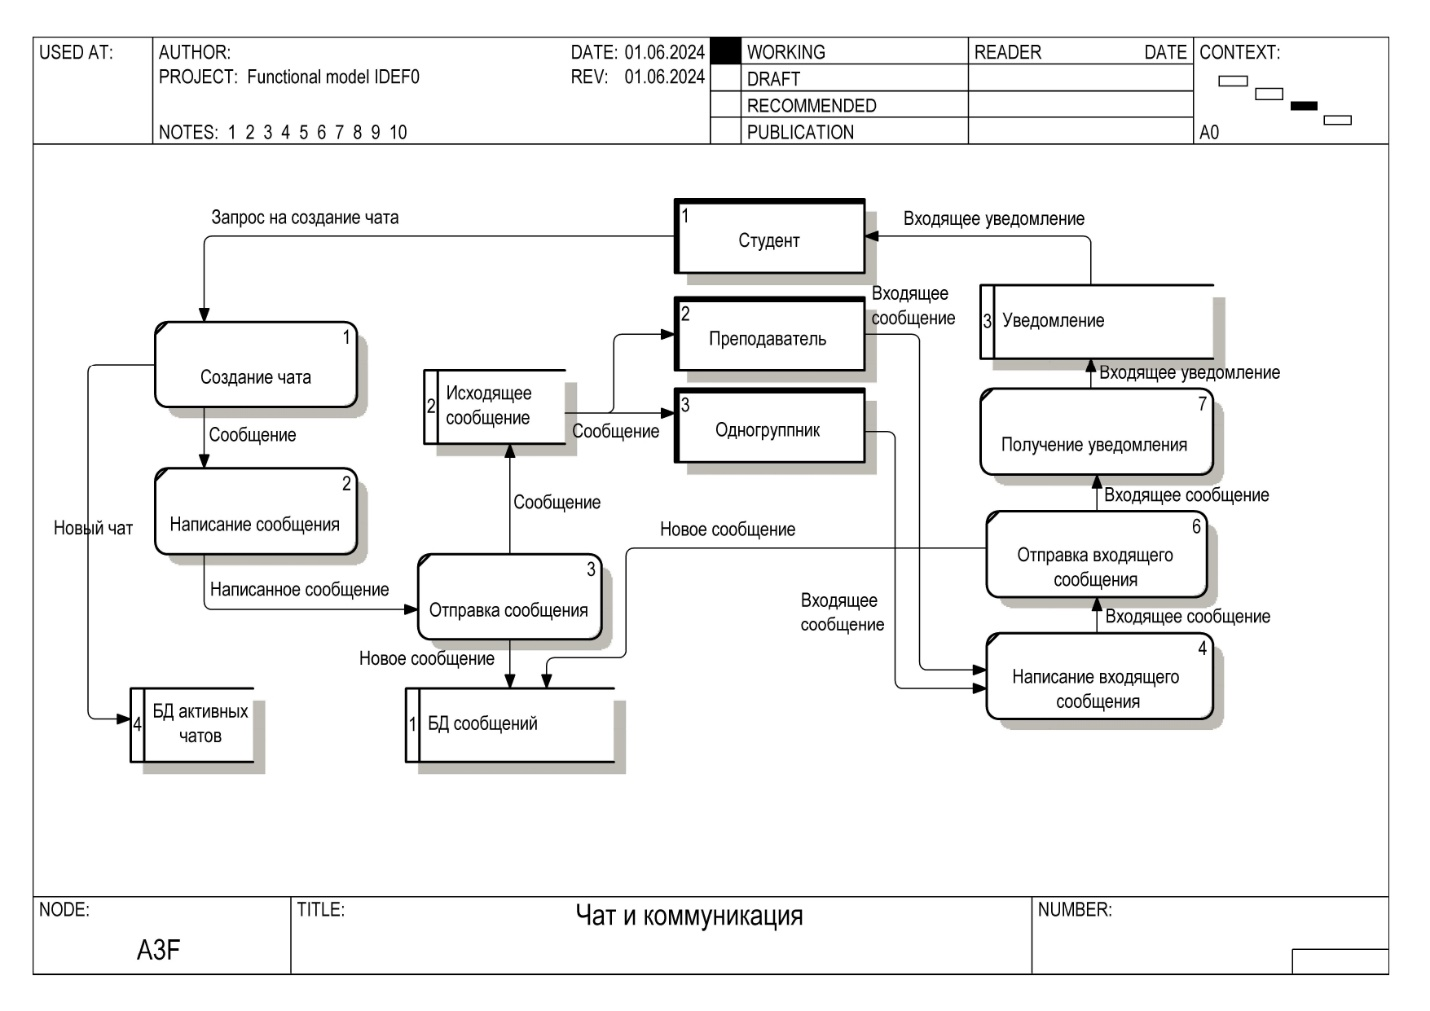 USED AT:
AUTHOR:
DATE: 01.06.2024
PROJECT: Functional model IDEF0
REV: 01.06.2024
NOTES: 1 2 3 4 5 6 7 8 9 10
WORKING
DRAFT
RECOMMENDED
PUBLICATION
READER
DATE
CONTEXT:
A0
Запрос на создание чата
1
Студент
Входящее уведомление
2
Преподаватель
Входящее
сообщение
3
Уведомление
1
Создание чата
2
Исходящее
сообщение
3
Одногруппник
Сообщение
Входящее уведомление
7
Получение уведомления
Сообщение
2
Написание сообщения
Сообщение
Входящее сообщение
Новый чат
Новое сообщение
6
Отправка входящего
сообщения
Написанное сообщение
3
Отправка сообщения
Входящее
сообщение
Входящее сообщение
Новое сообщение
4
Написание входящего
сообщения
4
БД активных
чатов
1
БД сообщений
NODE:
A3F
TITLE:
Чат и коммуникация
NUMBER: